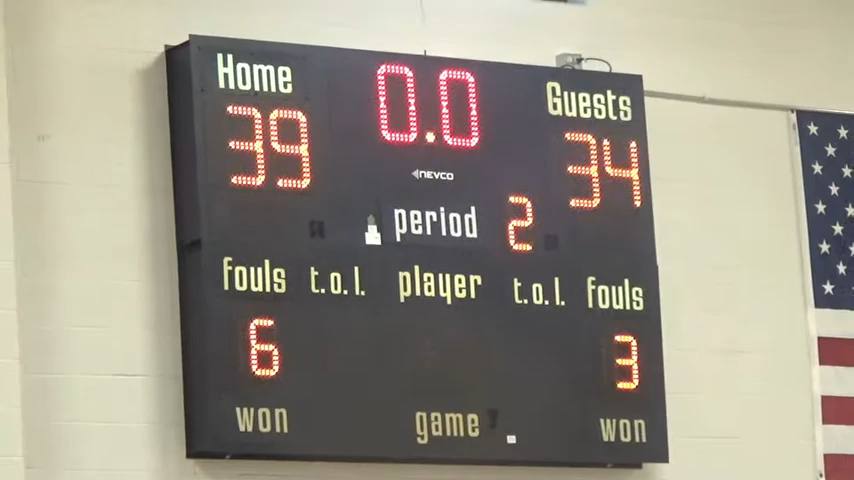 Home 0.0 Guests
39 34
NEVCO
period 2
fouls t.o.l. player t.o.l. fouls
6 3
won game won